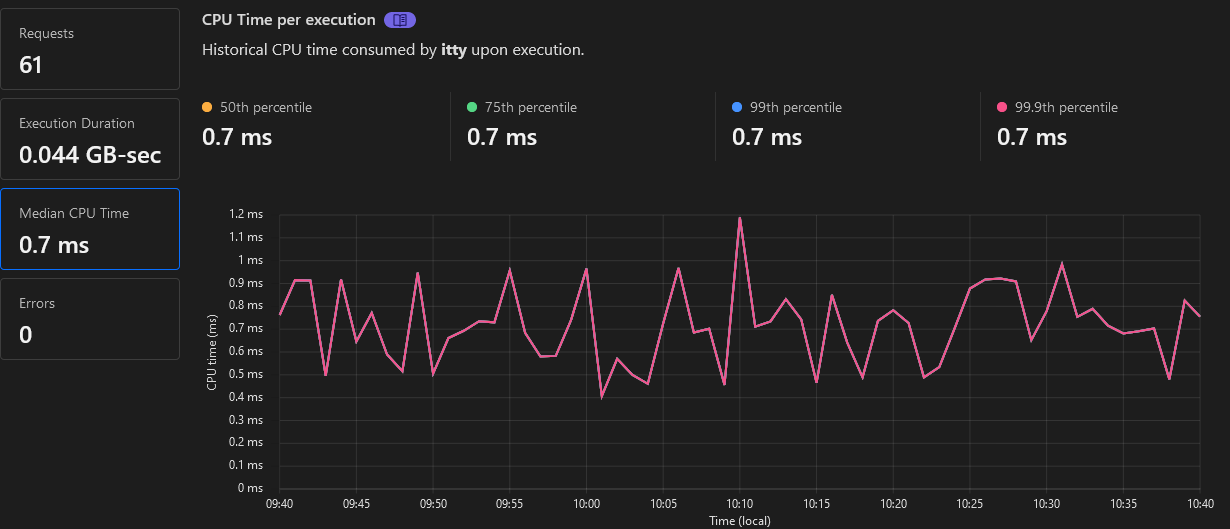 Requests
61
Execution Duration
0.044 GB-sec
Median CPU Time
0.7 ms
Errors
0
CPU Time per execution
Historical CPU time consumed by itty upon execution.
50th percentile
0.7 ms
75th percentile
0.7 ms
99th percentile
0.7 ms
99.9th percentile
0.7 ms
CPU time (ms)
1.2 ms
1.1 ms
1 ms
0.9 ms
0.8 ms
0.7 ms
0.6 ms
0.5 ms
0.4 ms
0.3 ms
0.2 ms
0.1 ms
0 ms
09:40 09:45 09:50 09:55 10:00 10:05 10:10 10:15 10:20 10:25 10:30 10:35 10:40
Time (local)